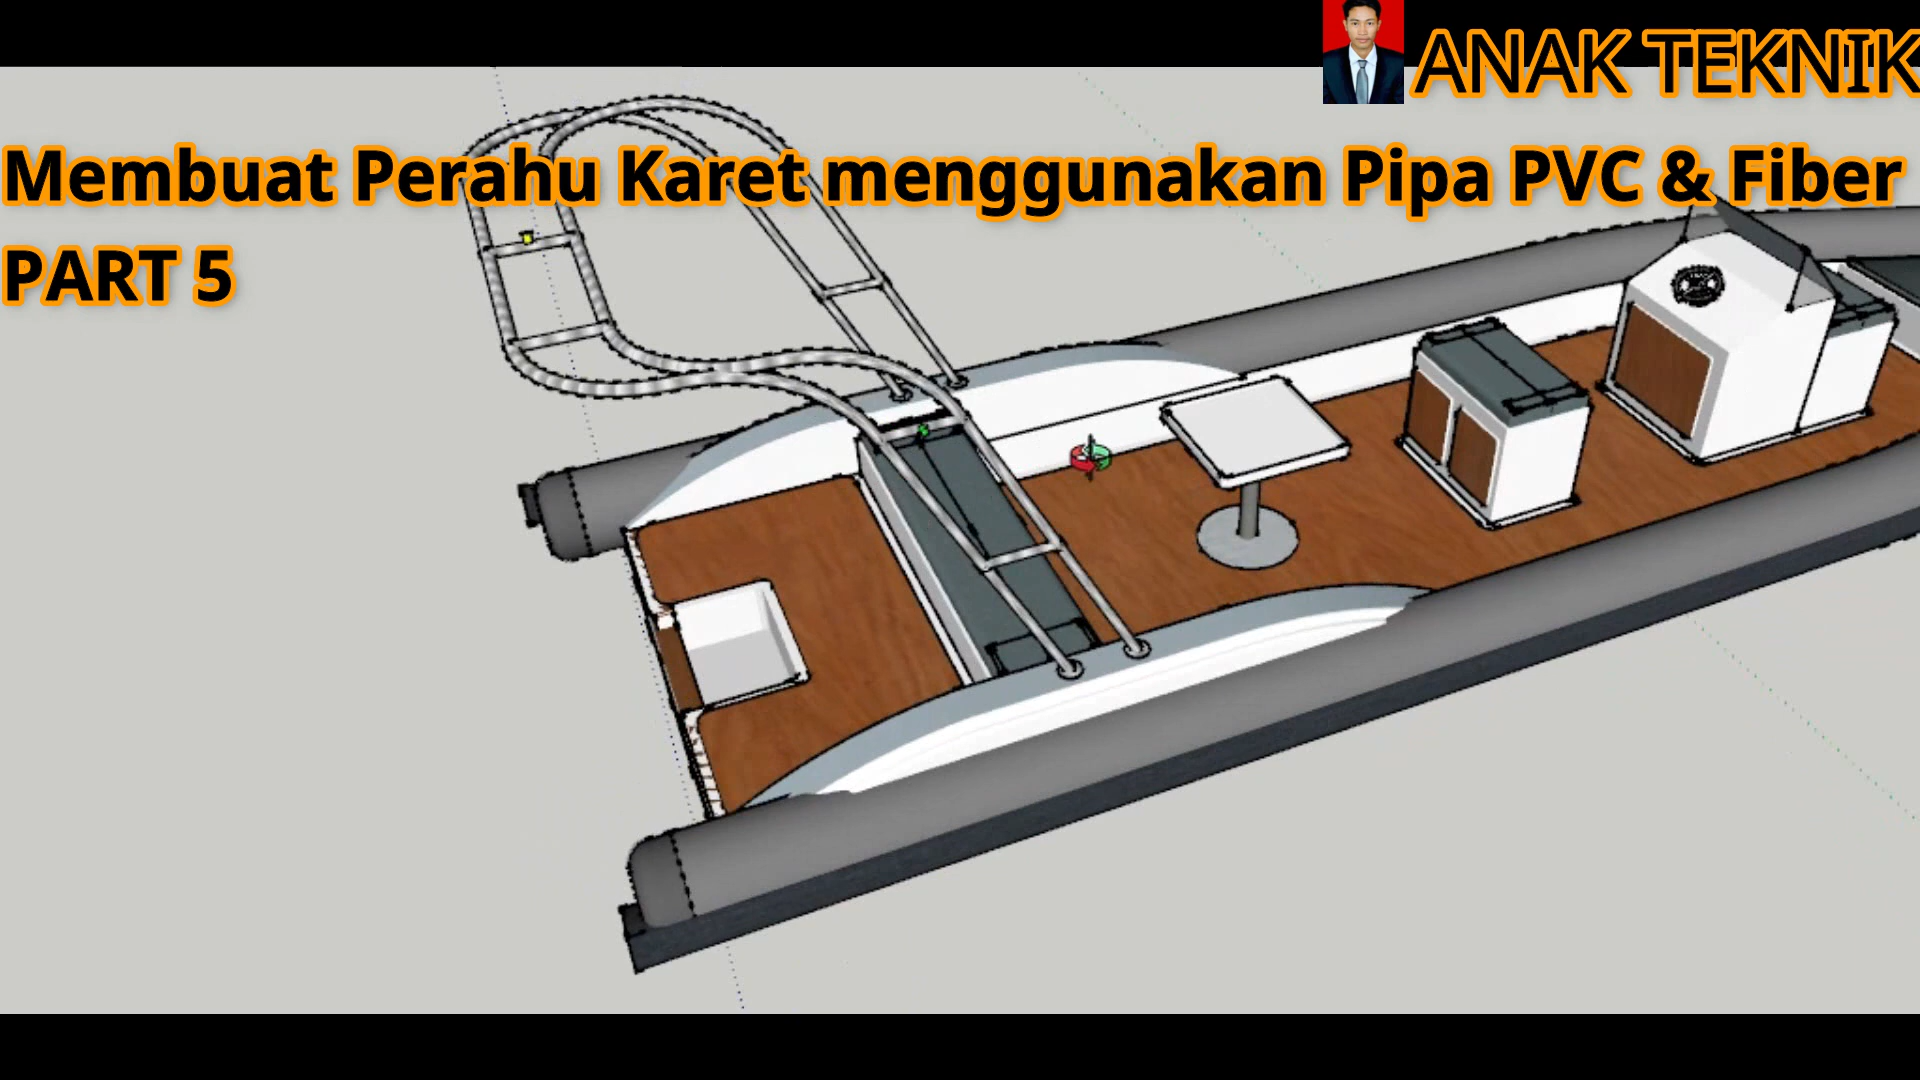 ANAK TEKNIK
Membuat Perahu Karet menggunakan Pipa PVC & Fiber
PART 5